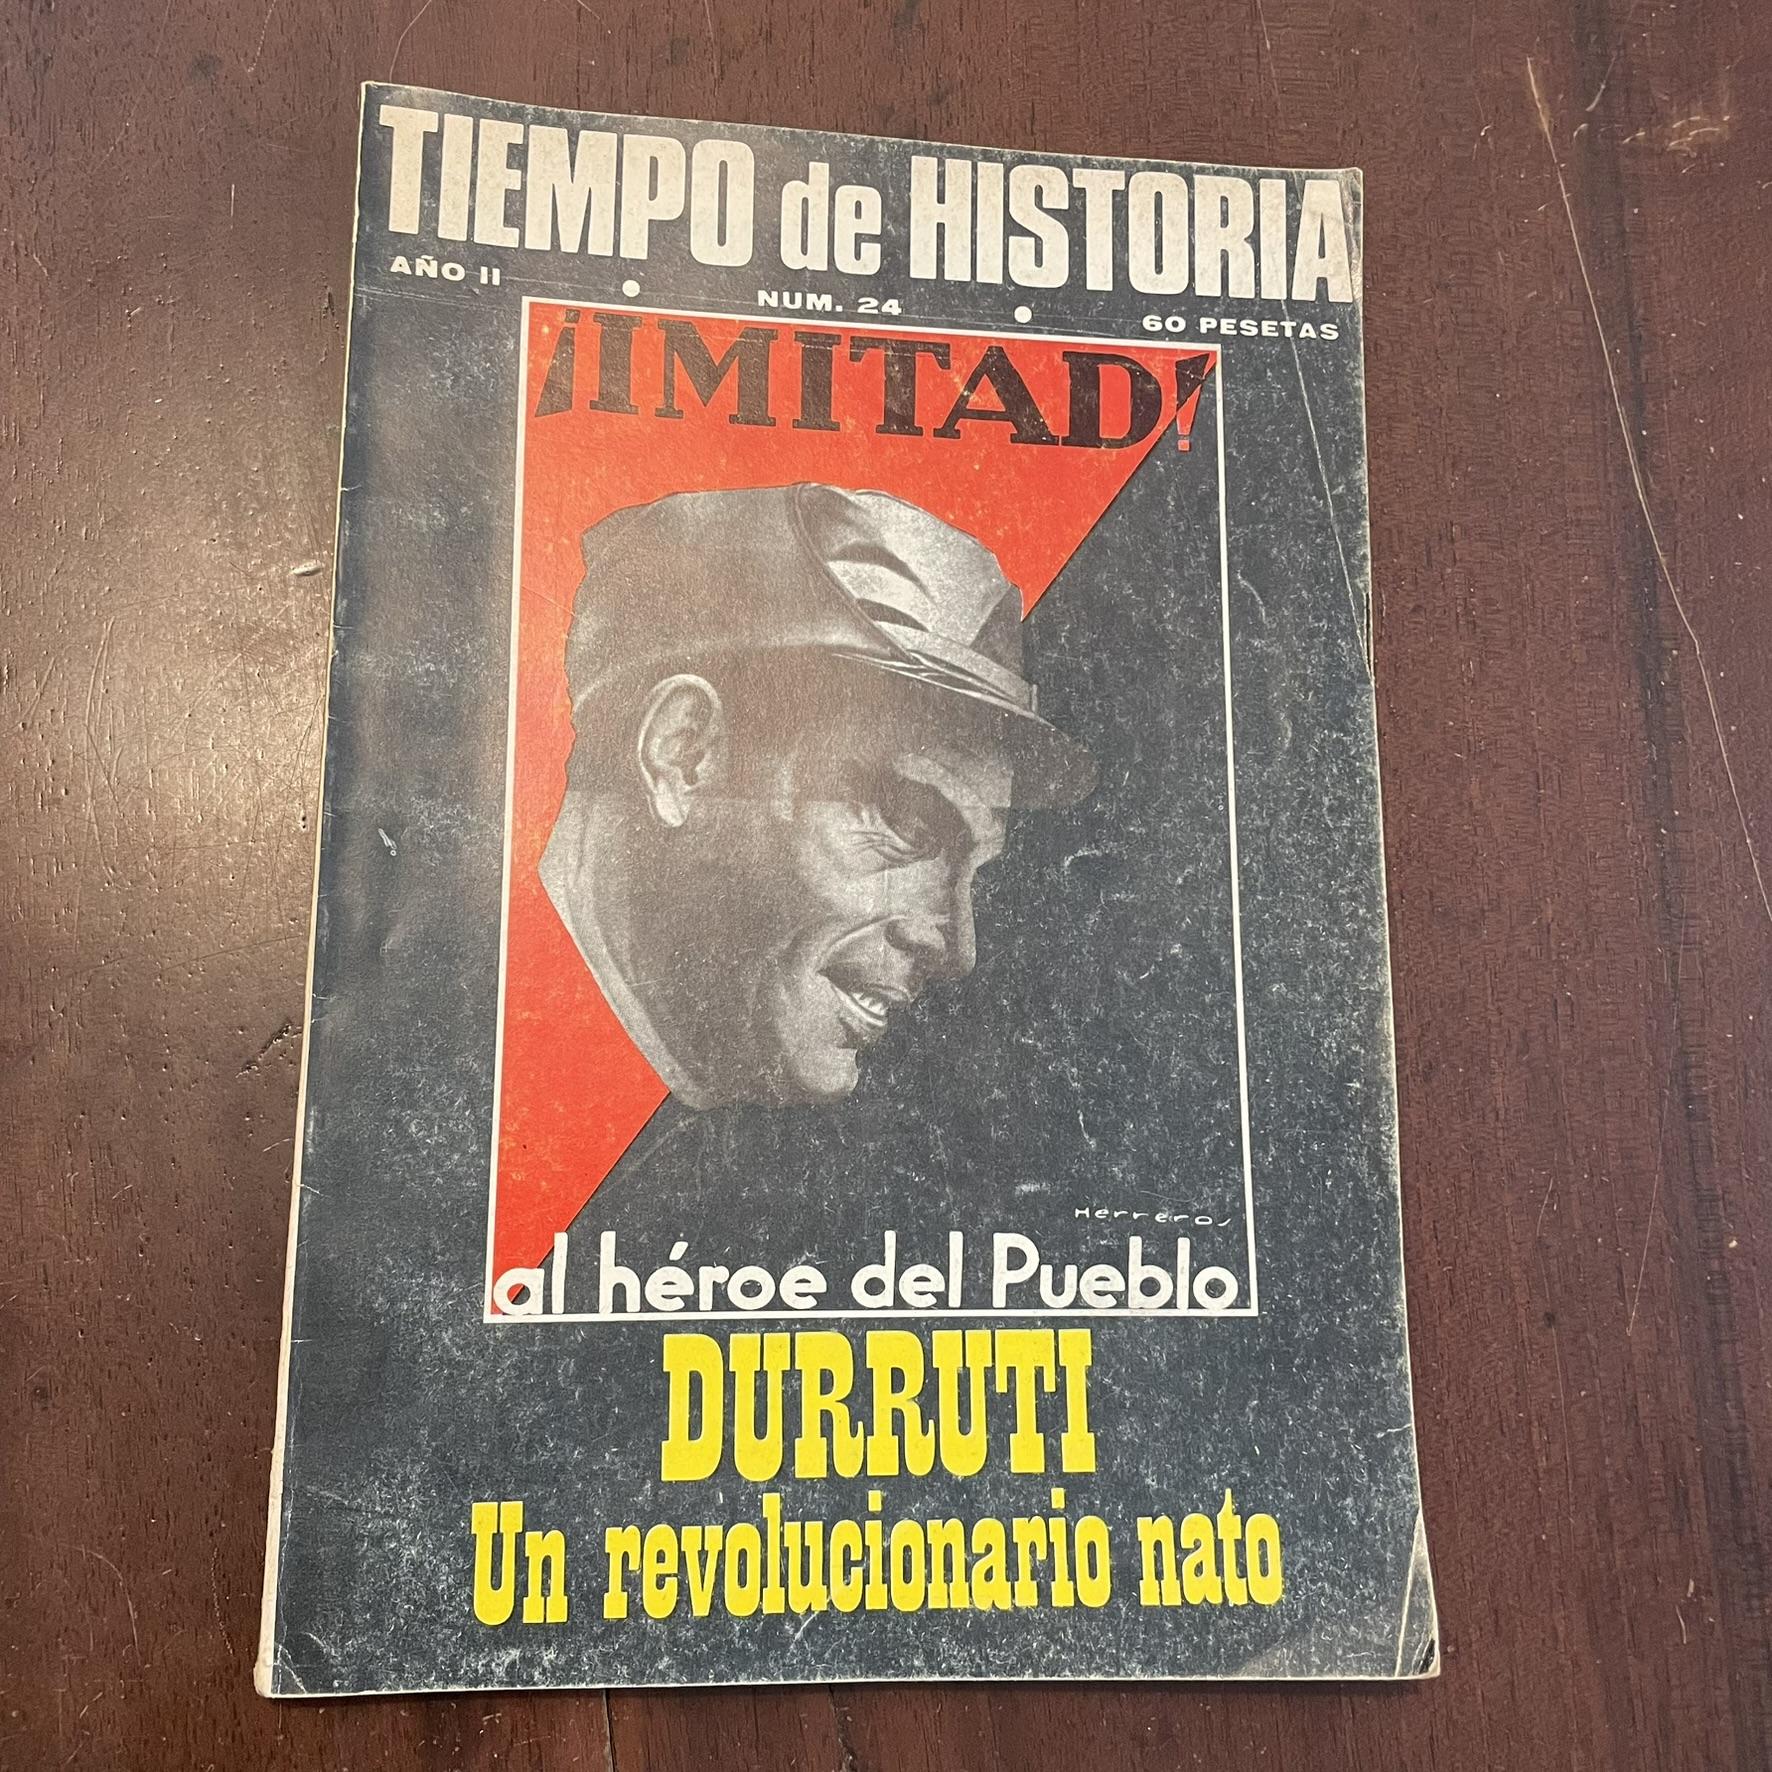 TIEMPO de HISTORIA
AÑO II • NUM. 24 • 60 PESETAS
¡IMITAD!
Herreros
al héroe del Pueblo
DURRUTI
Un revolucionario nato